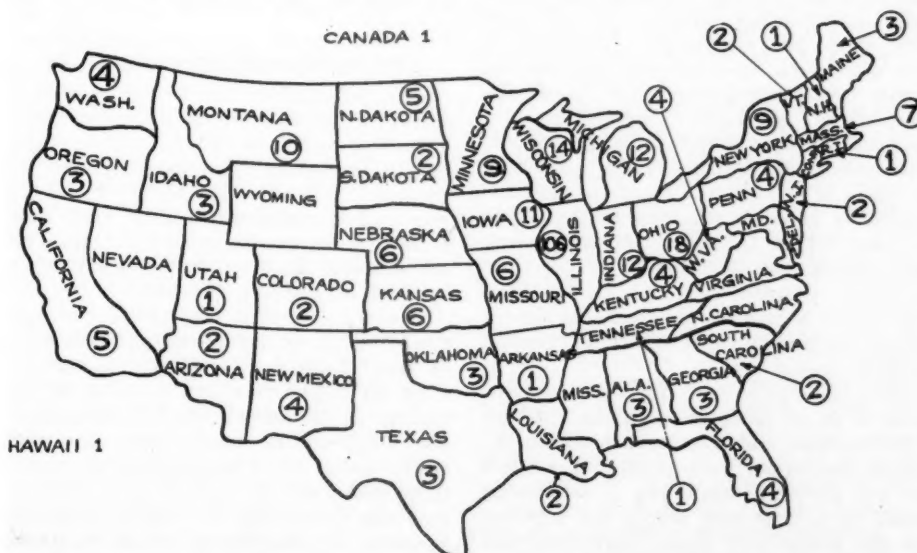 CANADA 1
3
2
1
MAINE
4
WASH.
MONTANA
10
5
N.DAKOTA
MINNESOTA
9
WISCONSIN
14
MICHIGAN
12
4
9
NEW YORK
VT.
N.H.
MASS.
7
R.I.
1
OREGON
3
IDAHO
3
WYOMING
2
S.DAKOTA
IOWA
11
PENN
4
N.J.
2
DEL.
MD.
CALIFORNIA
5
NEVADA
UTAH
1
COLORADO
2
NEBRASKA
6
KANSAS
6
6
MISSOURI
106
ILLINOIS
INDIANA
12
OHIO
18
W.VA.
4
KENTUCKY
VIRGINIA
N.CAROLINA
TENNESSEE
SOUTH
CAROLINA
2
2
ARIZONA
NEW MEXICO
4
OKLAHOMA
3
ARKANSAS
1
MISS.
ALA.
3
GEORGIA
3
HAWAII 1
TEXAS
3
LOUISIANA
2
1
FLORIDA
4